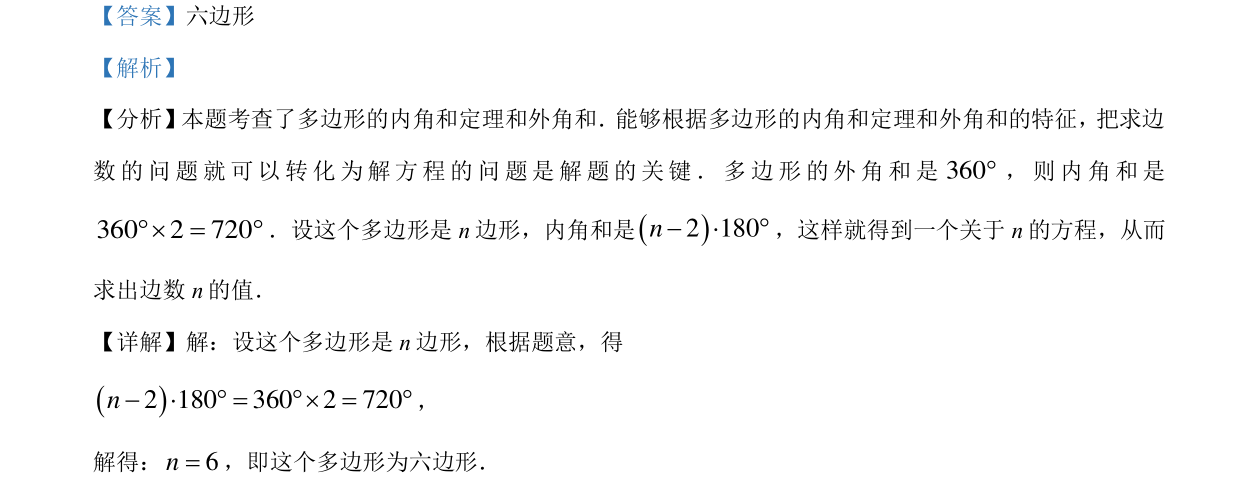 【答案】六边形
【解析】
【分析】本题考查了多边形的内角和定理和外角和．能够根据多边形的内角和定理和外角和的特征，把求边
数的问题就可以转化为解方程的问题是解题的关键．多边形的外角和是360°，则内角和是
360°×2=720°．设这个多边形是 n 边形，内角和是(n−2)·180°，这样就得到一个关于 n 的方程，从而
求出边数 n 的值．
【详解】解：设这个多边形是 n 边形，根据题意，得
(n−2)·180°=360°×2=720°，
解得：n=6，即这个多边形为六边形．